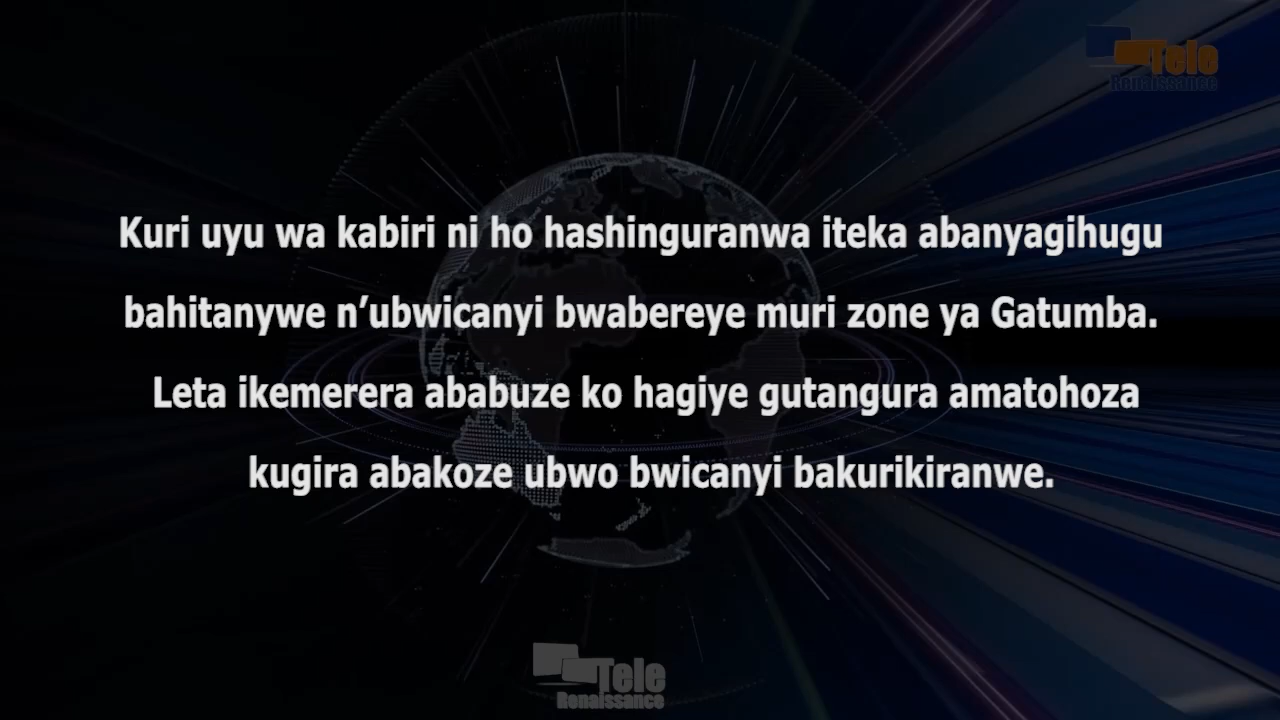 Tele
Renaissance
Kuri uyu wa kabiri ni ho hashinguranwa iteka abanyagihugu
bahitanywe n’ubwicanyi bwabereye muri zone ya Gatumba.
Leta ikemerera ababuze ko hagiye gutangura amatohoza
kugira abakoze ubwo bwicanyi bakurikiranwe.
Tele
Renaissance